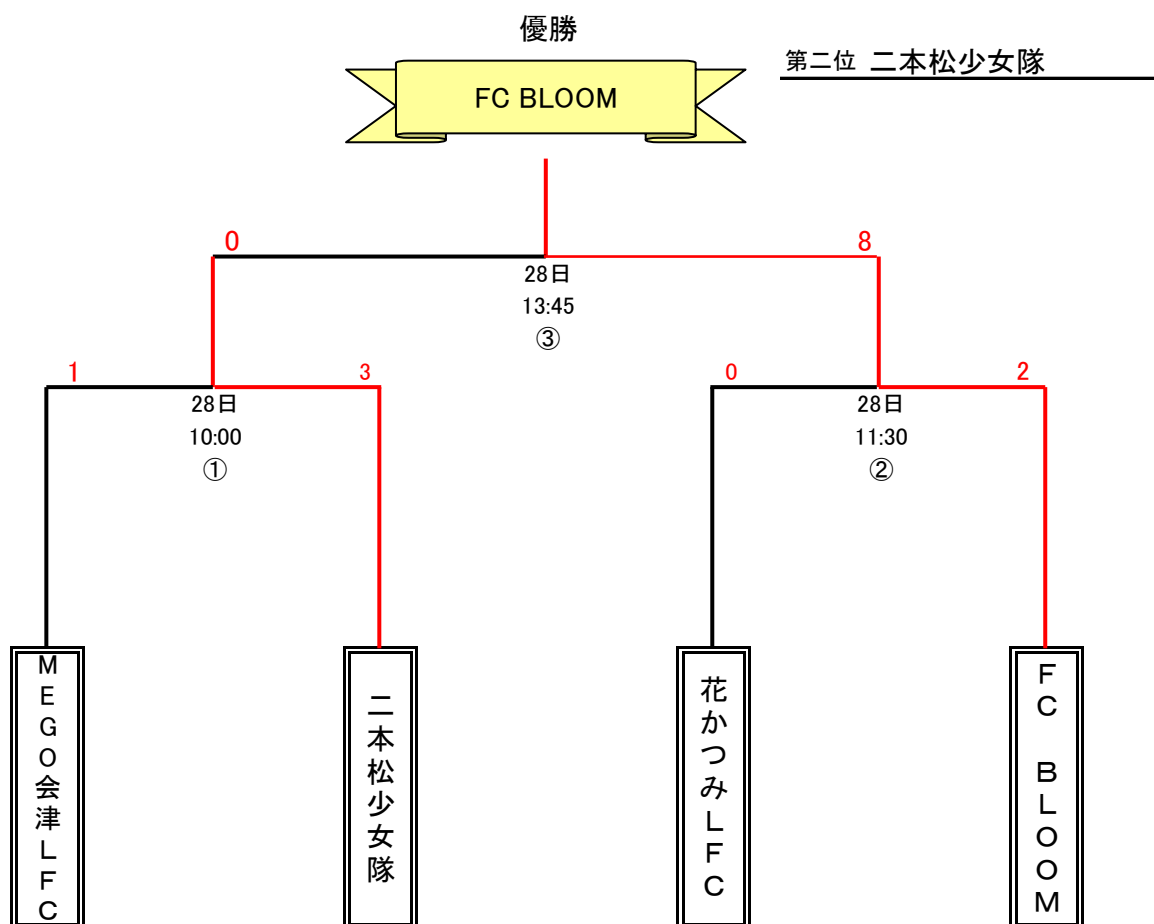 優勝
第二位 二本松少女隊
FC BLOOM
0
8
28日
13:45
③
1
3
0
2
28日
10:00
①
28日
11:30
②
MEGO会津LFC
二本松少女隊
花かつみLFC
FC BLOOM